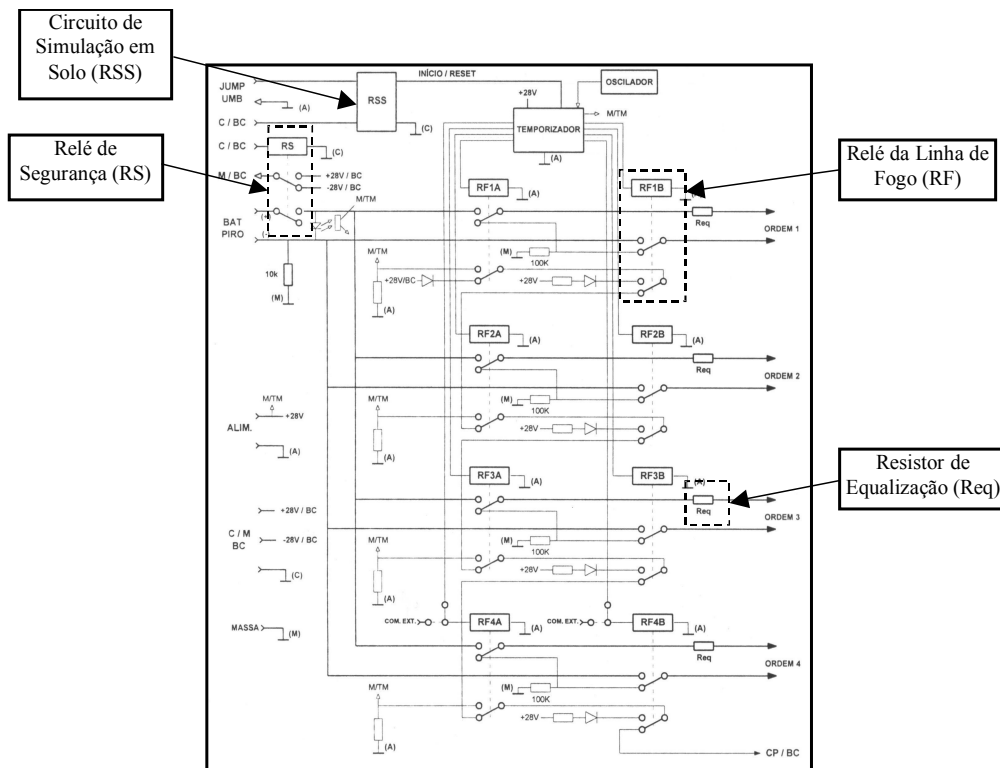 Circuito de
Simulação em
Solo (RSS)
Relé de
Segurança (RS)
Relé da Linha de
Fogo (RF)
Resistor de
Equalização (Req)
INÍCIO / RESET
OSCILADOR
JUMP
UMB
(A)
RSS
+28V
M/TM
TEMPORIZADOR
C / BC
(C)
(A)
C / BC
RS
(C)
M / BC
+28V / BC
-28V / BC
M/TM
RF1A
(A)
RF1B
BAT
PIRO
(+)
(-)
Req
ORDEM 1
10k
(M)
M/TM
(A)
+28V/BC
(M)
100K
+28V
RF2A
(A)
RF2B
(A)
Req
ORDEM 2
(M)
100K
M/TM
(A)
+28V
M/TM
+28V
ALIM.
(A)
RF3A
(A)
RF3B
(A)
Req
ORDEM 3
(M)
100K
M/TM
(A)
+28V
+28V / BC
C / M
BC
-28V / BC
(C)
MASSA
(M)
COM. EXT.
RF4A
(A)
COM. EXT.
RF4B
(A)
Req
ORDEM 4
(M)
100K
M/TM
(A)
+28V
CP / BC